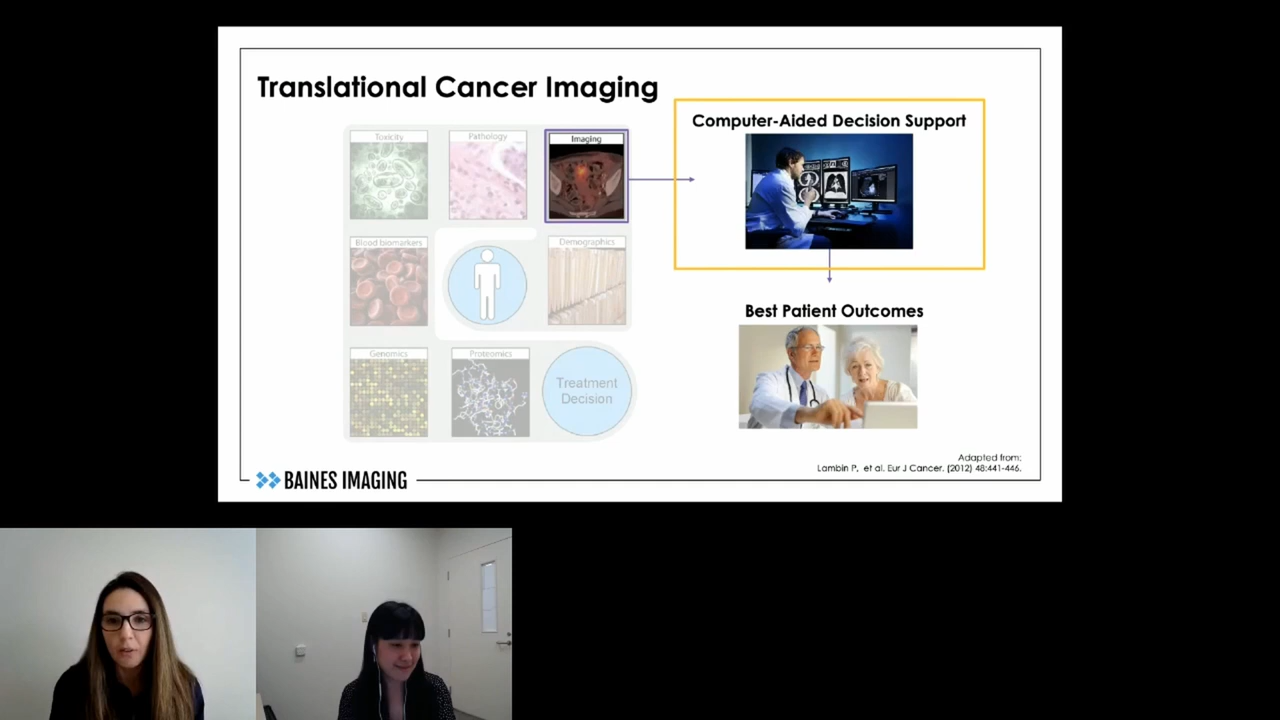 Translational Cancer Imaging
Toxicity
Pathology
Imaging
Blood biomarkers
Demographics
Genomics
Proteomics
Treatment
Decision
Computer-Aided Decision Support
Best Patient Outcomes
Adapted from:
Lambin P, et al. Eur J Cancer. (2012) 48:441-446.
BAINES IMAGING